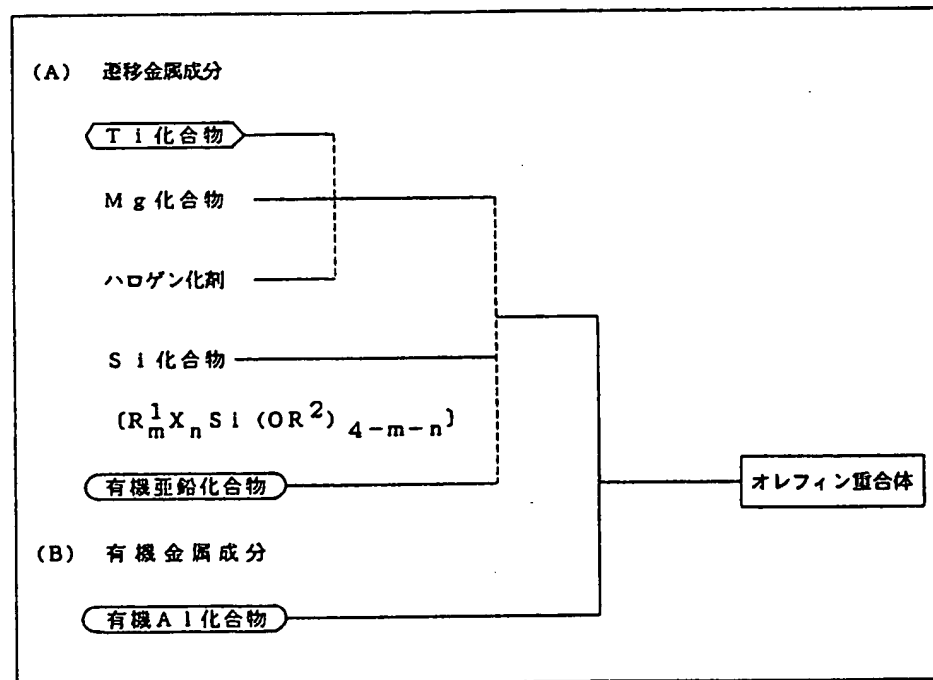 (A) 遷移金属成分
Ti化合物
Mg化合物
ハロゲン化剤
Si化合物
(R¹ₘXₙSi(OR²)₄₋ₘ₋ₙ)
有機亜鉛化合物
オレフィン重合体
(B) 有機金属成分
有機Al化合物